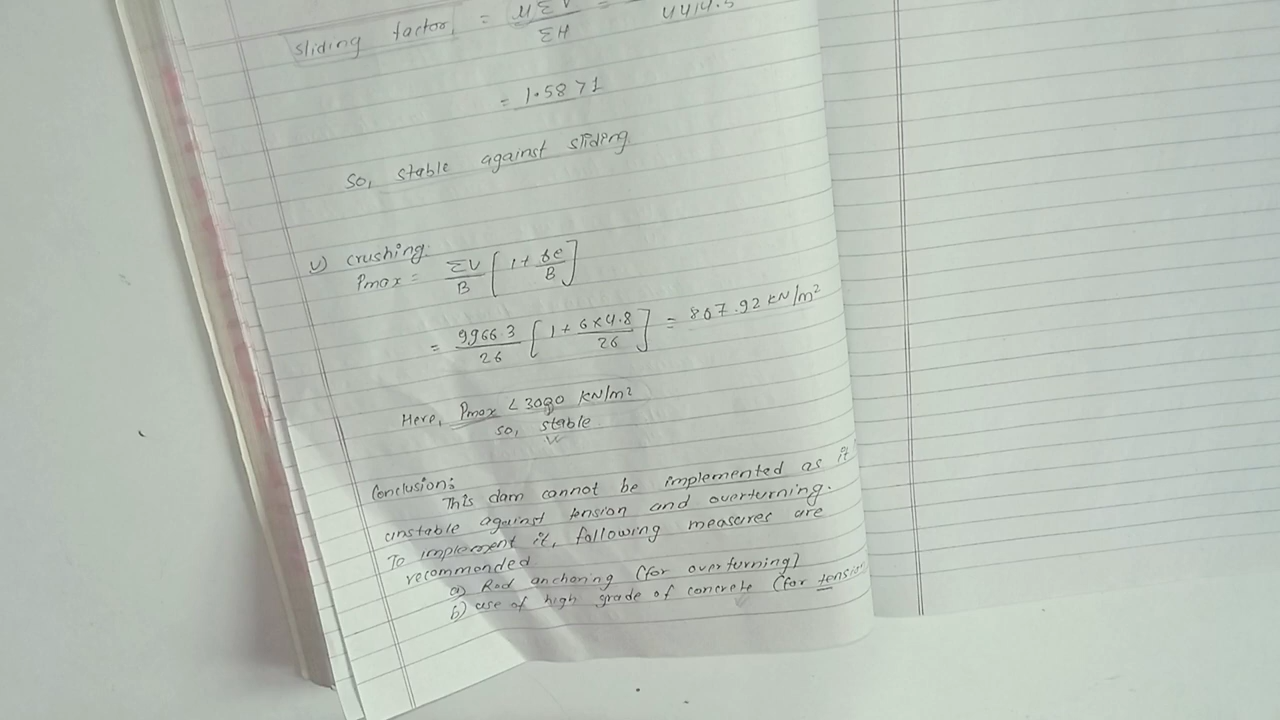 sliding factor, = μΣV / ΣH = 4414.5
= 1.5871
So, stable against sliding.
v) crushing.
Pmax = ΣV/B [1 + 6e/B]
= 9966.3/26 [1 + 6×4.8/26] = 807.92 kN/m²
Here, Pmax < 3000 kN/m²
so, stable
Conclusion:
This dam cannot be implemented as it
unstable against tension and overturning.
To implement it, following measures are
recommended
a) Rod anchoring (for overturning)
b) use of high grade of concrete (for tension